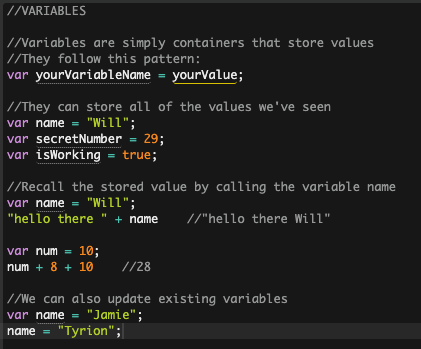 //VARIABLES
//Variables are simply containers that store values
//They follow this pattern:
var yourVariableName = yourValue;
//They can store all of the values we've seen
var name = "Will";
var secretNumber = 29;
var isWorking = true;
//Recall the stored value by calling the variable name
var name = "Will";
"hello there " + name    //"hello there Will"
var num = 10;
num + 8 + 10    //28
//We can also update existing variables
var name = "Jamie";
name = "Tyrion";